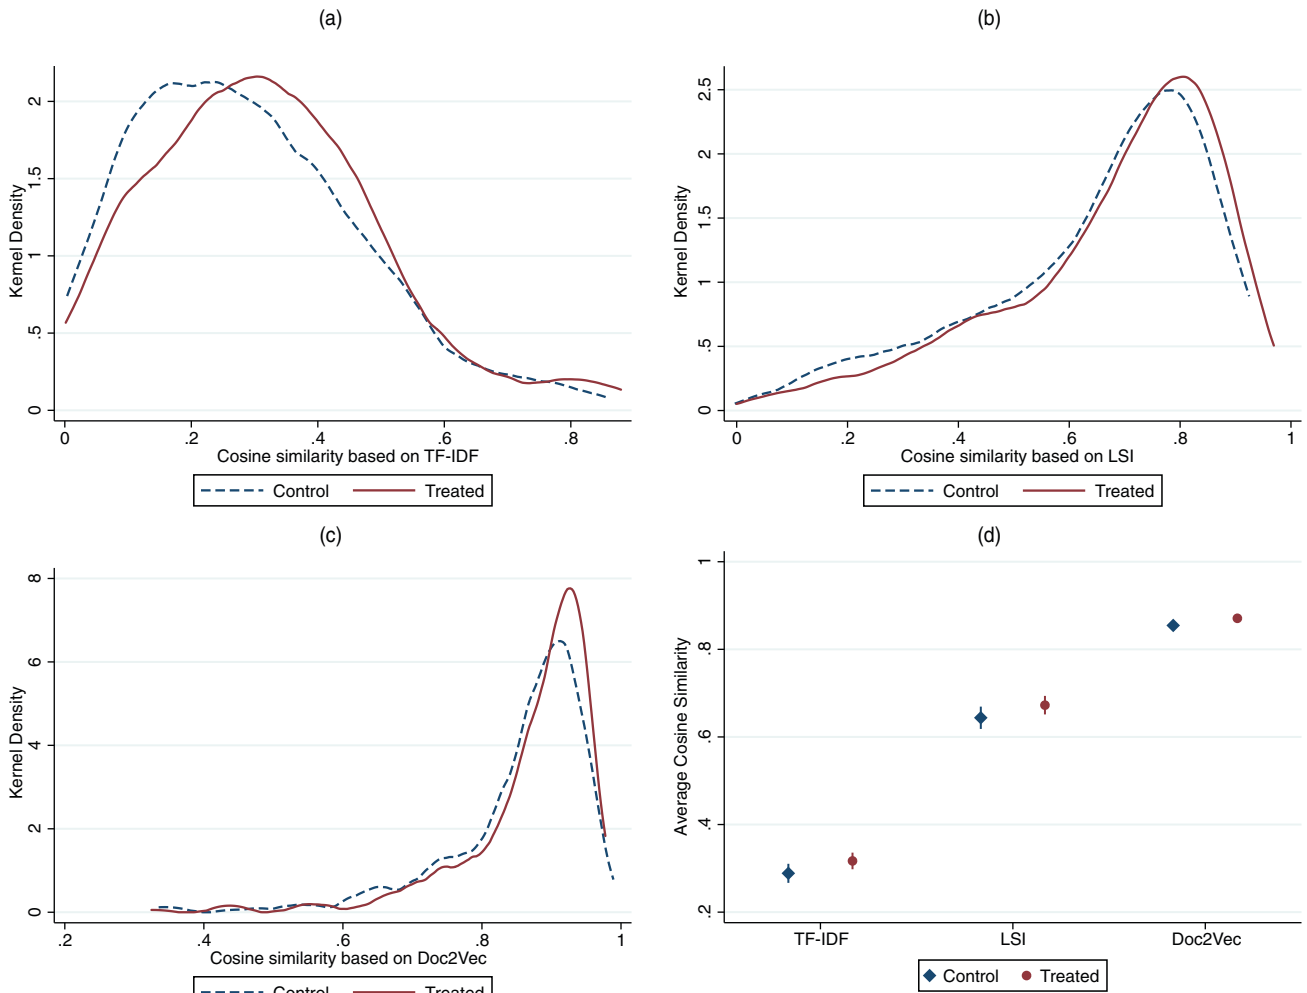 (a)
Kernel Density
0 .5 1 1.5 2
0 .2 .4 .6 .8
Cosine similarity based on TF-IDF
Control Treated
(b)
Kernel Density
0 .5 1 1.5 2 2.5
0 .2 .4 .6 .8 1
Cosine similarity based on LSI
Control Treated
(c)
Kernel Density
0 2 4 6 8
.2 .4 .6 .8 1
Cosine similarity based on Doc2Vec
Control Treated
(d)
Average Cosine Similarity
.2 .4 .6 .8 1
TF-IDF LSI Doc2Vec
Control Treated